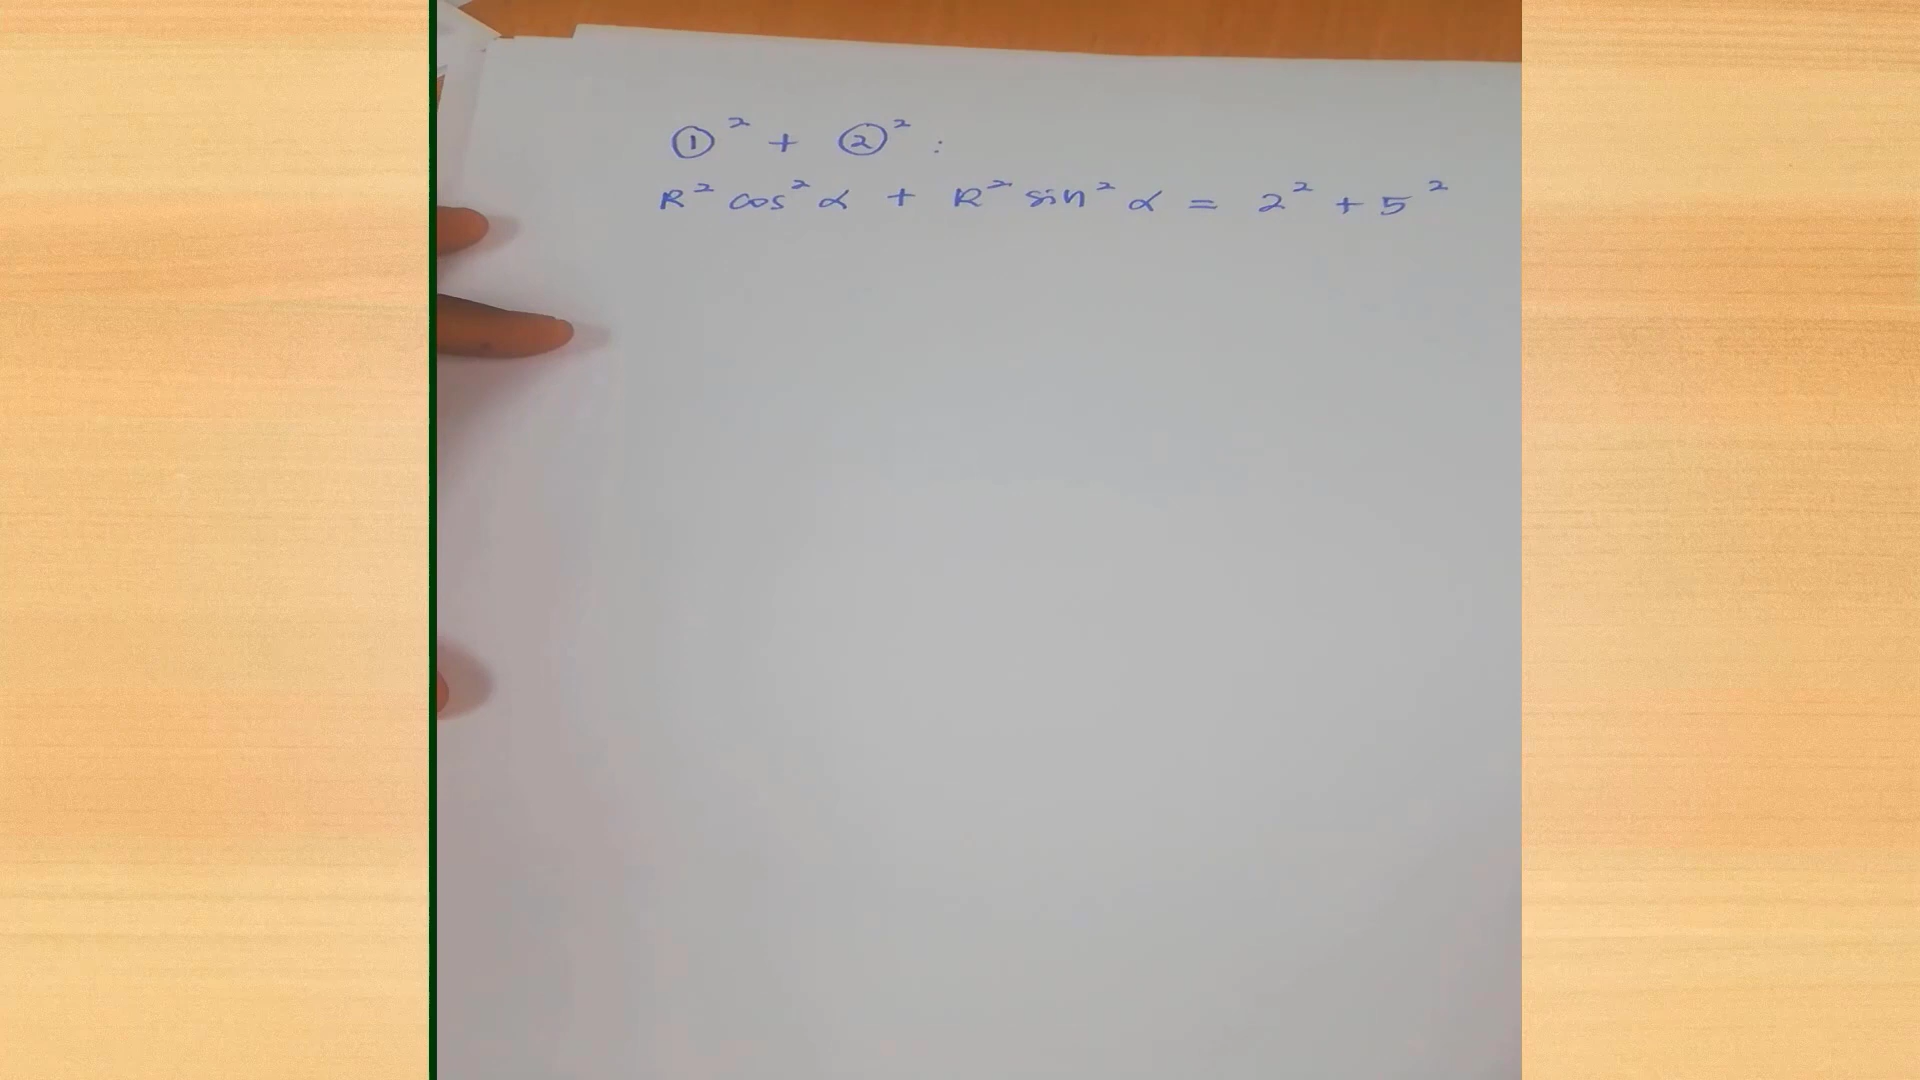 ①² + ②² :
R² cos² α + R² sin² α = 2² + 5²